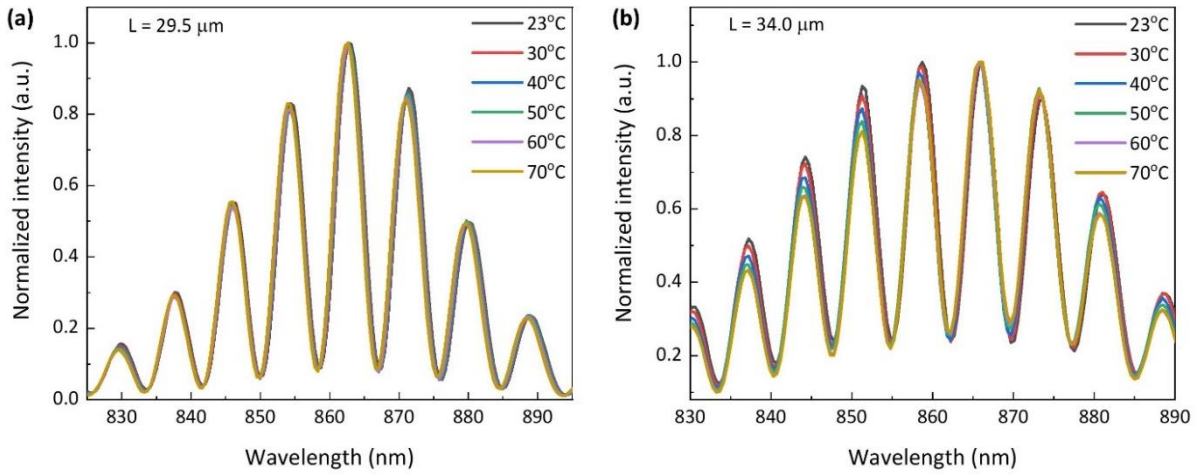 (a)
L = 29.5 μm
23°C
30°C
40°C
50°C
60°C
70°C
Normalized intensity (a.u.)
1.0
0.8
0.6
0.4
0.2
0.0
830 840 850 860 870 880 890
Wavelength (nm)
(b)
L = 34.0 μm
23°C
30°C
40°C
50°C
60°C
70°C
Normalized intensity (a.u.)
1.0
0.8
0.6
0.4
0.2
830 840 850 860 870 880 890
Wavelength (nm)